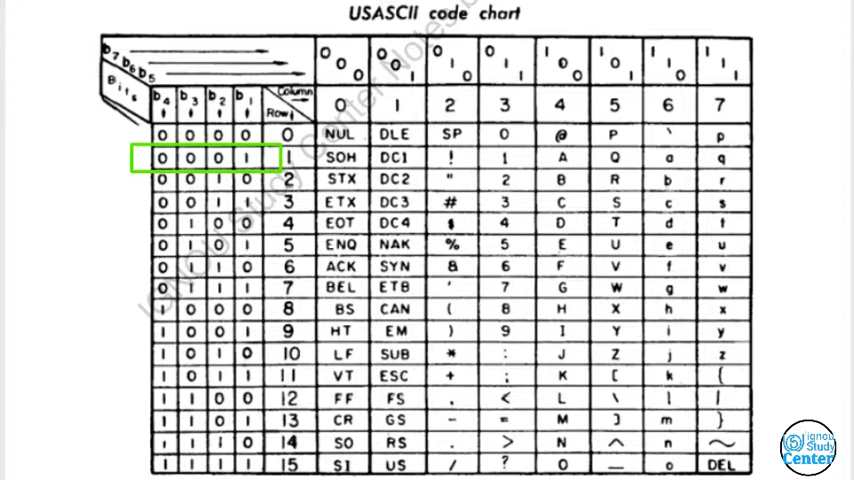 USASCII code chart
b7 b6 b5 0 0 0 0 0 1 0 1 0 0 1 1 1 0 0 1 0 1 1 1 0 1 1 1
Bits b4 b3 b2 b1 Column Row 0 1 2 3 4 5 6 7
0 0 0 0 0 NUL DLE SP 0 @ P ` p
0 0 0 1 1 SOH DC1 ! 1 A Q a q
0 0 1 0 2 STX DC2 " 2 B R b r
0 0 1 1 3 ETX DC3 # 3 C S c s
0 1 0 0 4 EOT DC4 $ 4 D T d t
0 1 0 1 5 ENQ NAK % 5 E U e u
0 1 1 0 6 ACK SYN & 6 F V f v
0 1 1 1 7 BEL ETB ' 7 G W g w
1 0 0 0 8 BS CAN ( 8 H X h x
1 0 0 1 9 HT EM ) 9 I Y i y
1 0 1 0 10 LF SUB * : J Z j z
1 0 1 1 11 VT ESC + ; K [ k {
1 1 0 0 12 FF FS , < L \ l |
1 1 0 1 13 CR GS - = M ] m }
1 1 1 0 14 SO RS . > N ^ n ~
1 1 1 1 15 SI US / ? O _ o DEL
IGNOU Study Center Notes by
ignou
Study
Center